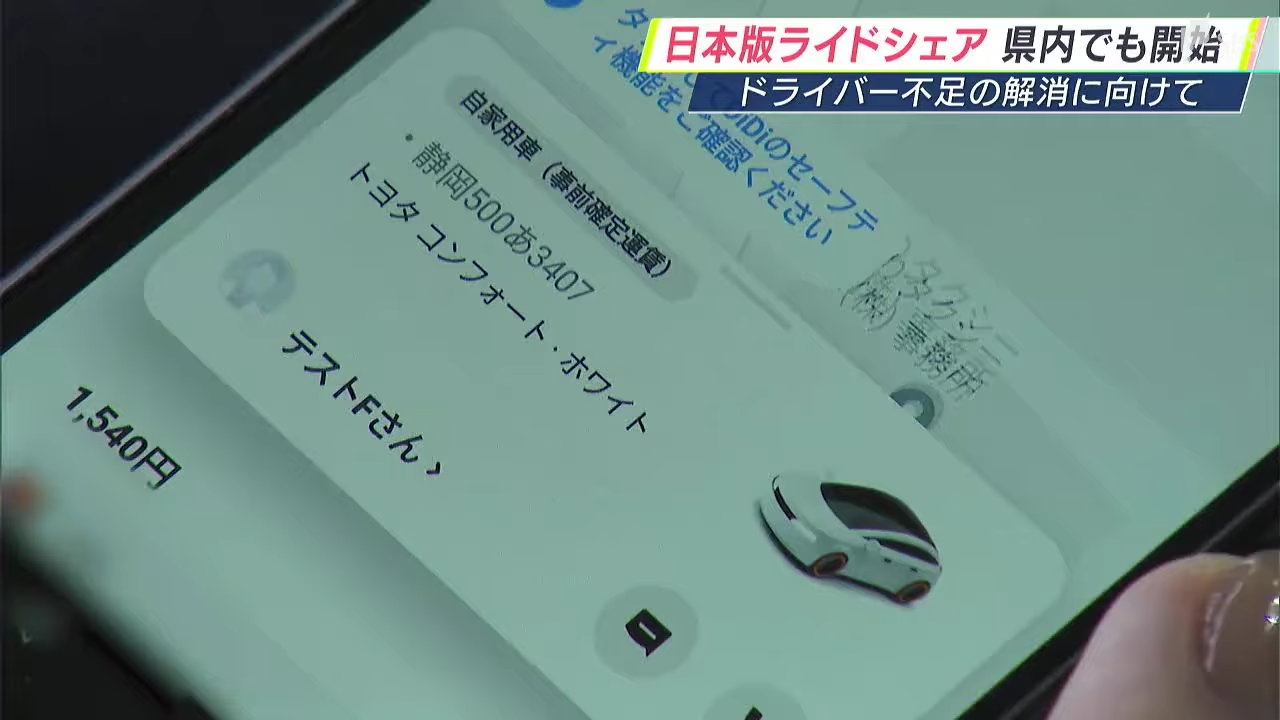 日本版ライドシェア 県内でも開始
ドライバー不足の解消に向けて
DiDiのセーフテ
ィ機能をご確認ください
自家用車（事前確定運賃）
・静岡500あ3407
トヨタ コンフォート・ホワイト
テストFさん ›
1,540円
タクシー
(株) 事務所